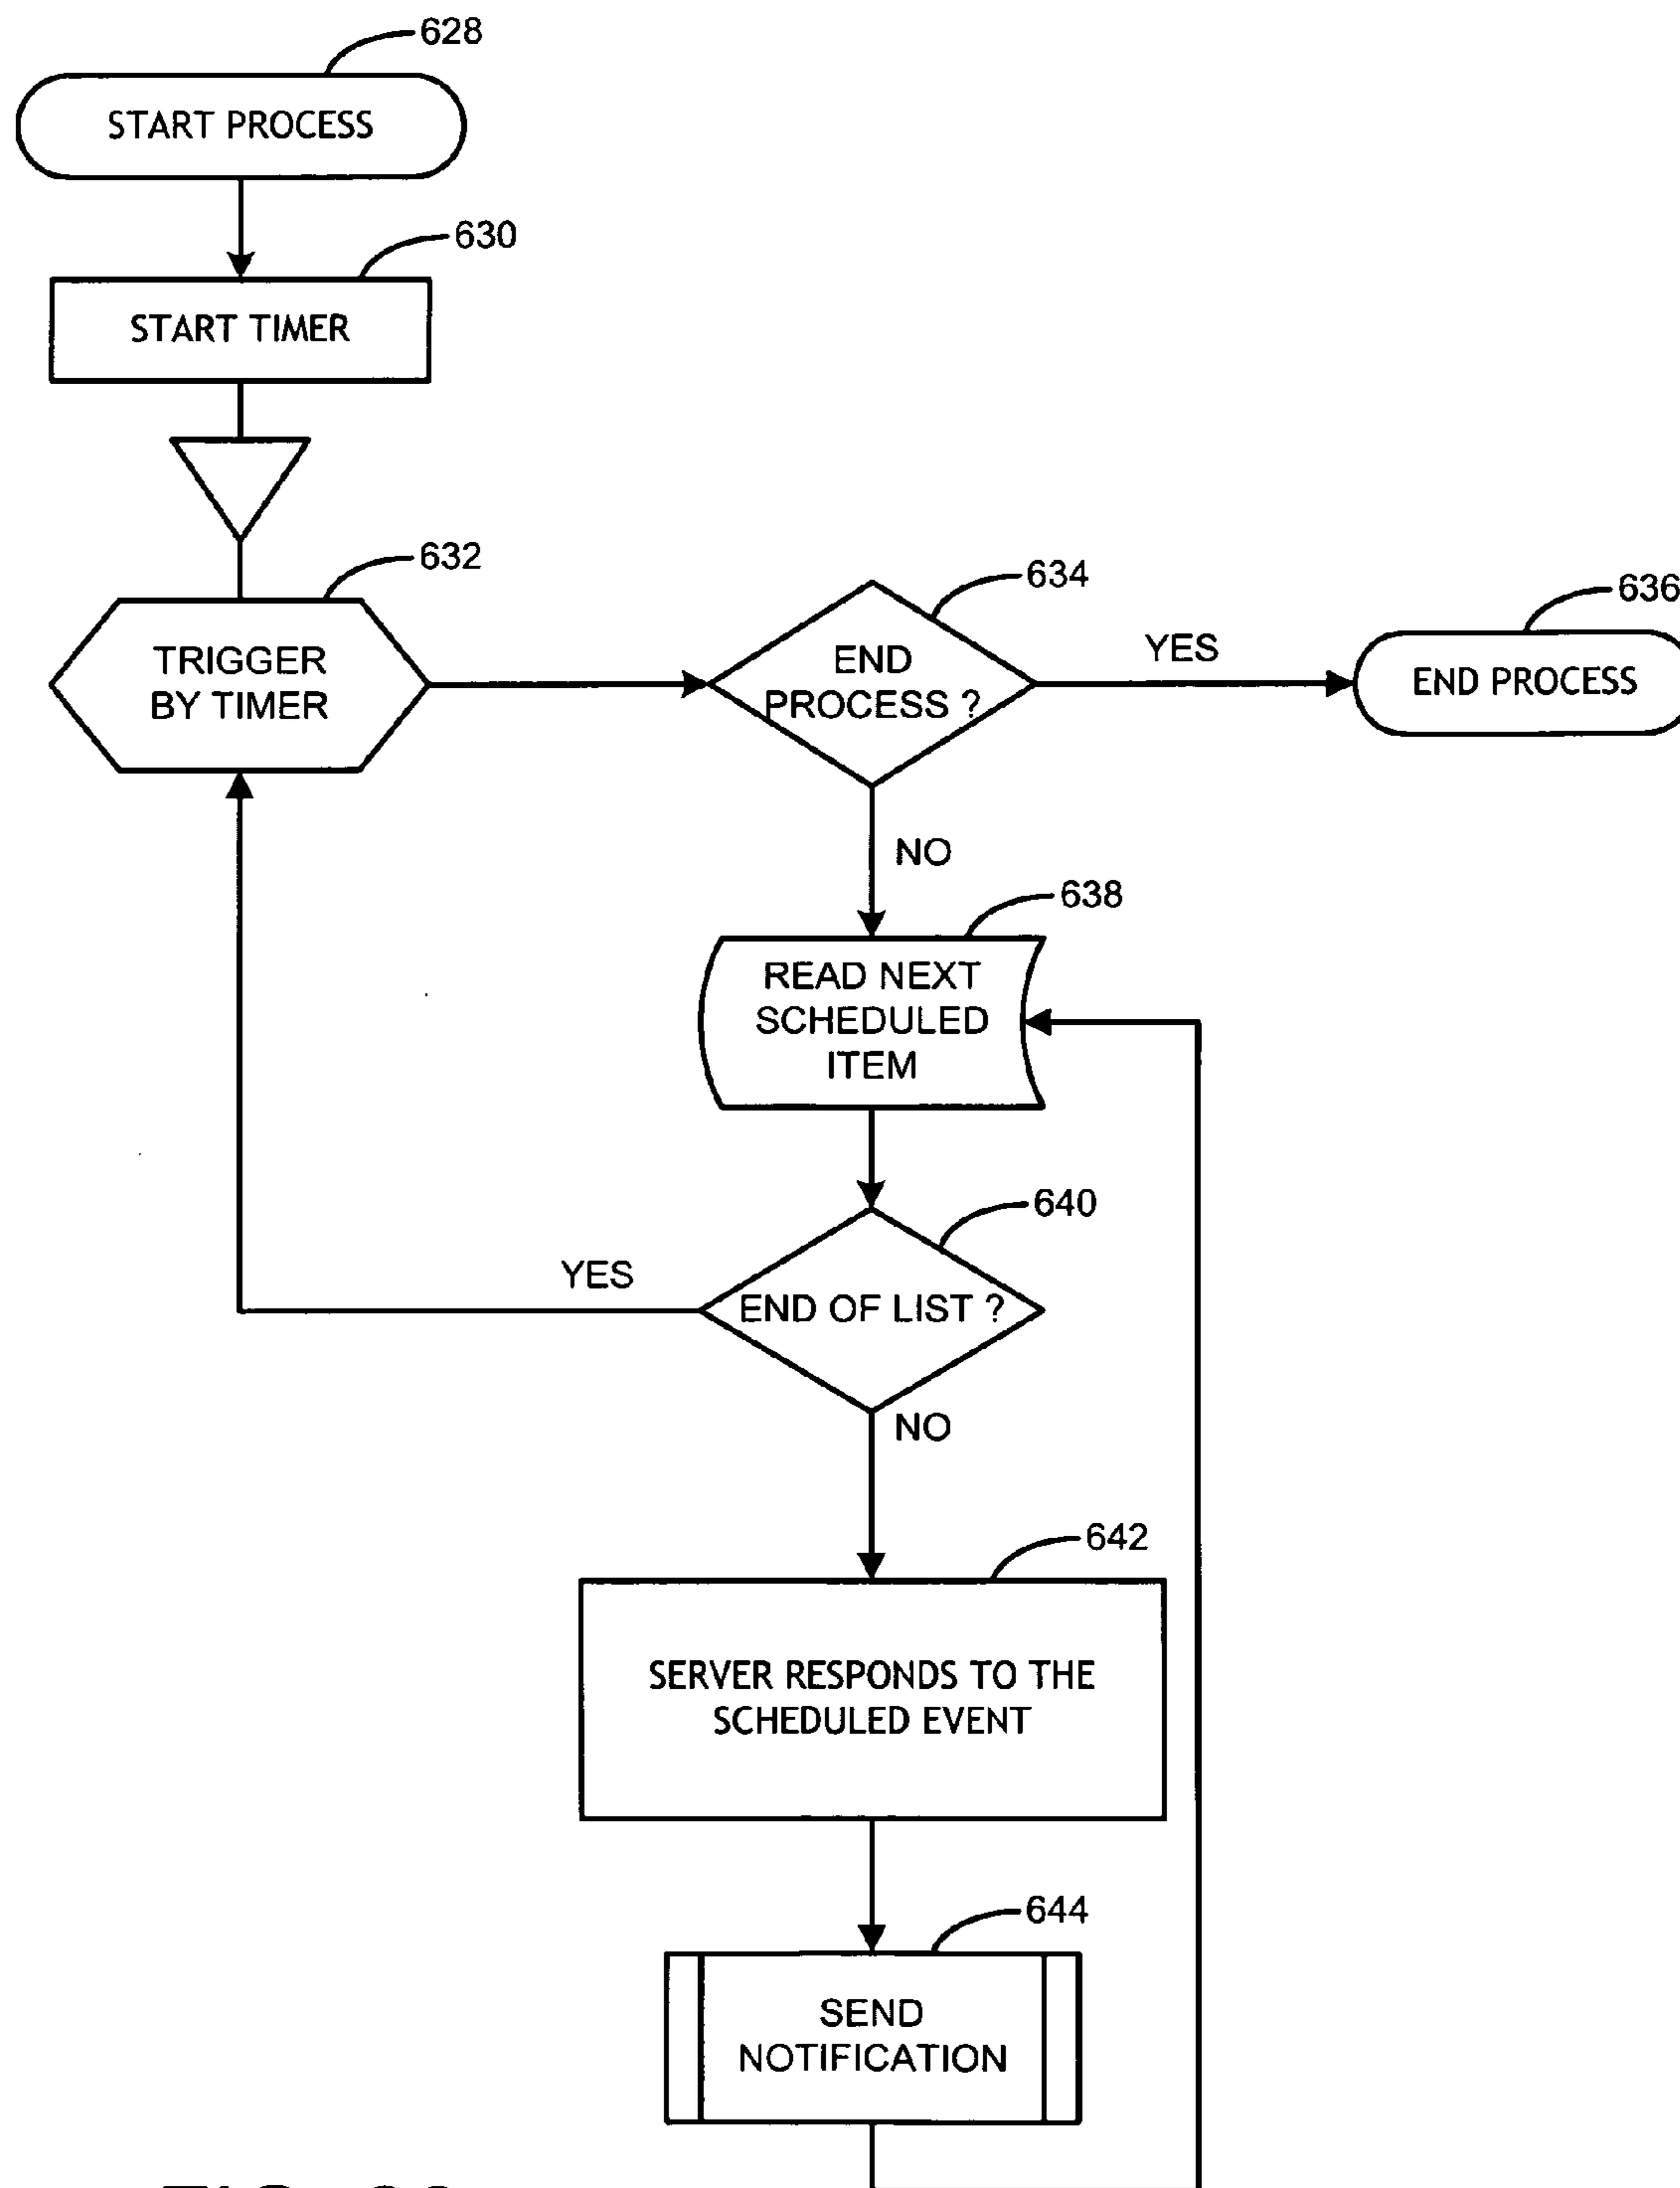 628
START PROCESS
630
START TIMER
632
TRIGGER
BY TIMER
634
END
PROCESS ?
YES
636
END PROCESS
NO
638
READ NEXT
SCHEDULED
ITEM
640
YES
END OF LIST ?
NO
642
SERVER RESPONDS TO THE
SCHEDULED EVENT
644
SEND
NOTIFICATION